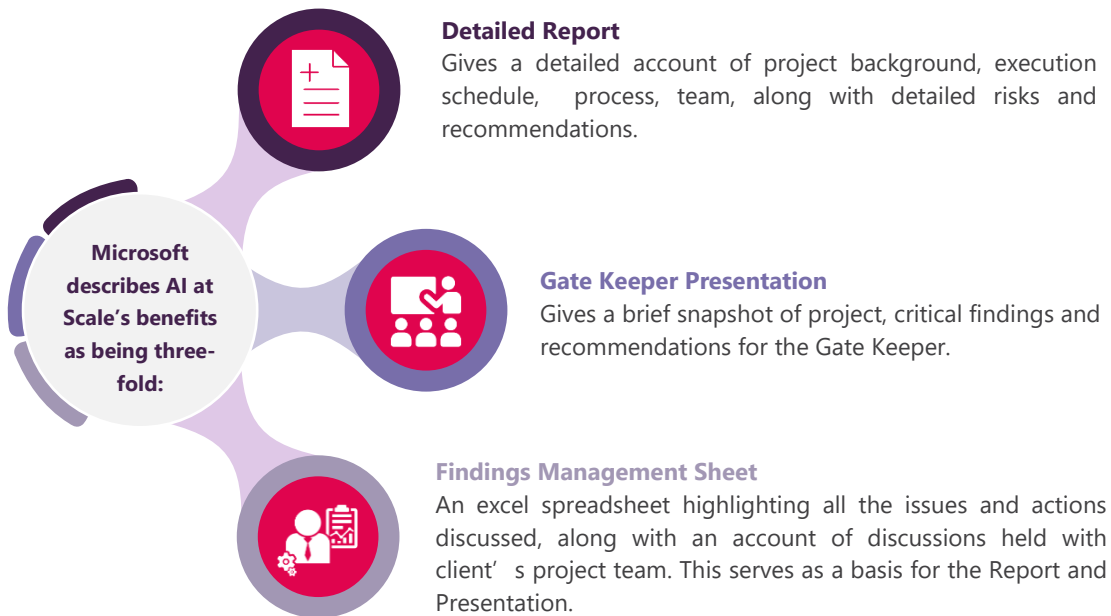 Detailed Report
Gives a detailed account of project background, execution
schedule, process, team, along with detailed risks and
recommendations.
Microsoft
describes AI at
Scale’s benefits
as being three-
fold:
Gate Keeper Presentation
Gives a brief snapshot of project, critical findings and
recommendations for the Gate Keeper.
Findings Management Sheet
An excel spreadsheet highlighting all the issues and actions
discussed, along with an account of discussions held with
client’ s project team. This serves as a basis for the Report and
Presentation.